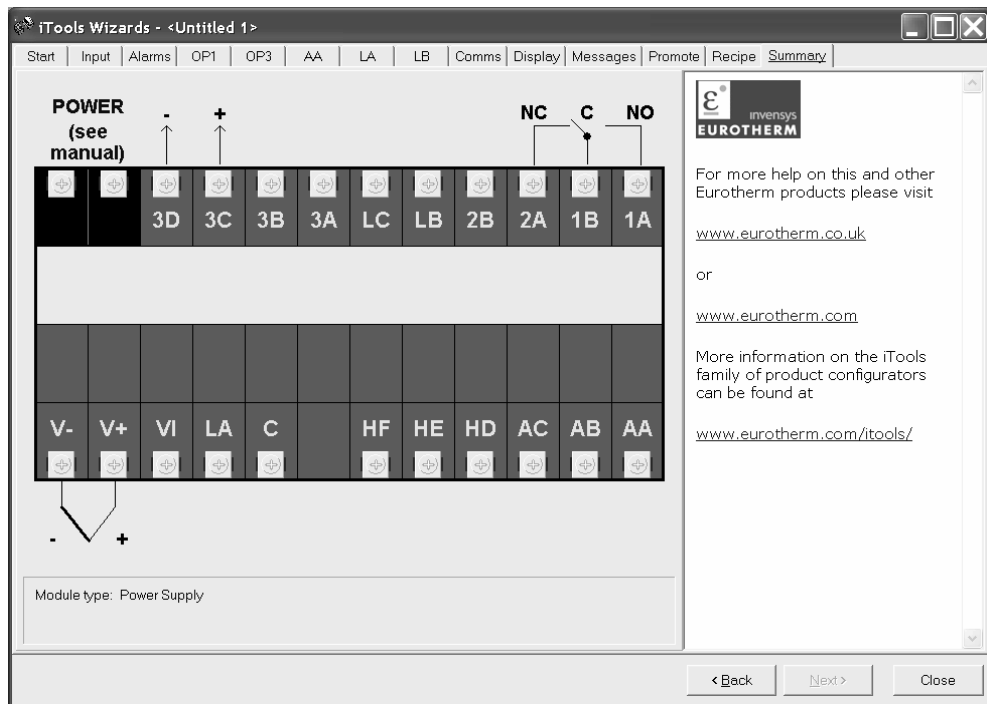 iTools Wizards - <Untitled 1>
Start Input Alarms OP1 OP3 AA LA LB Comms Display Messages Promote Recipe Summary
POWER
(see
manual)
- +
NC C NO
3D 3C 3B 3A LC LB 2B 2A 1B 1A
V- V+ VI LA C HF HE HD AC AB AA
- +
Module type: Power Supply
ε° invensys
EUROTHERM
For more help on this and other
Eurotherm products please visit
www.eurotherm.co.uk
or
www.eurotherm.com
More information on the iTools
family of product configurators
can be found at
www.eurotherm.com/itools/
< Back Next > Close